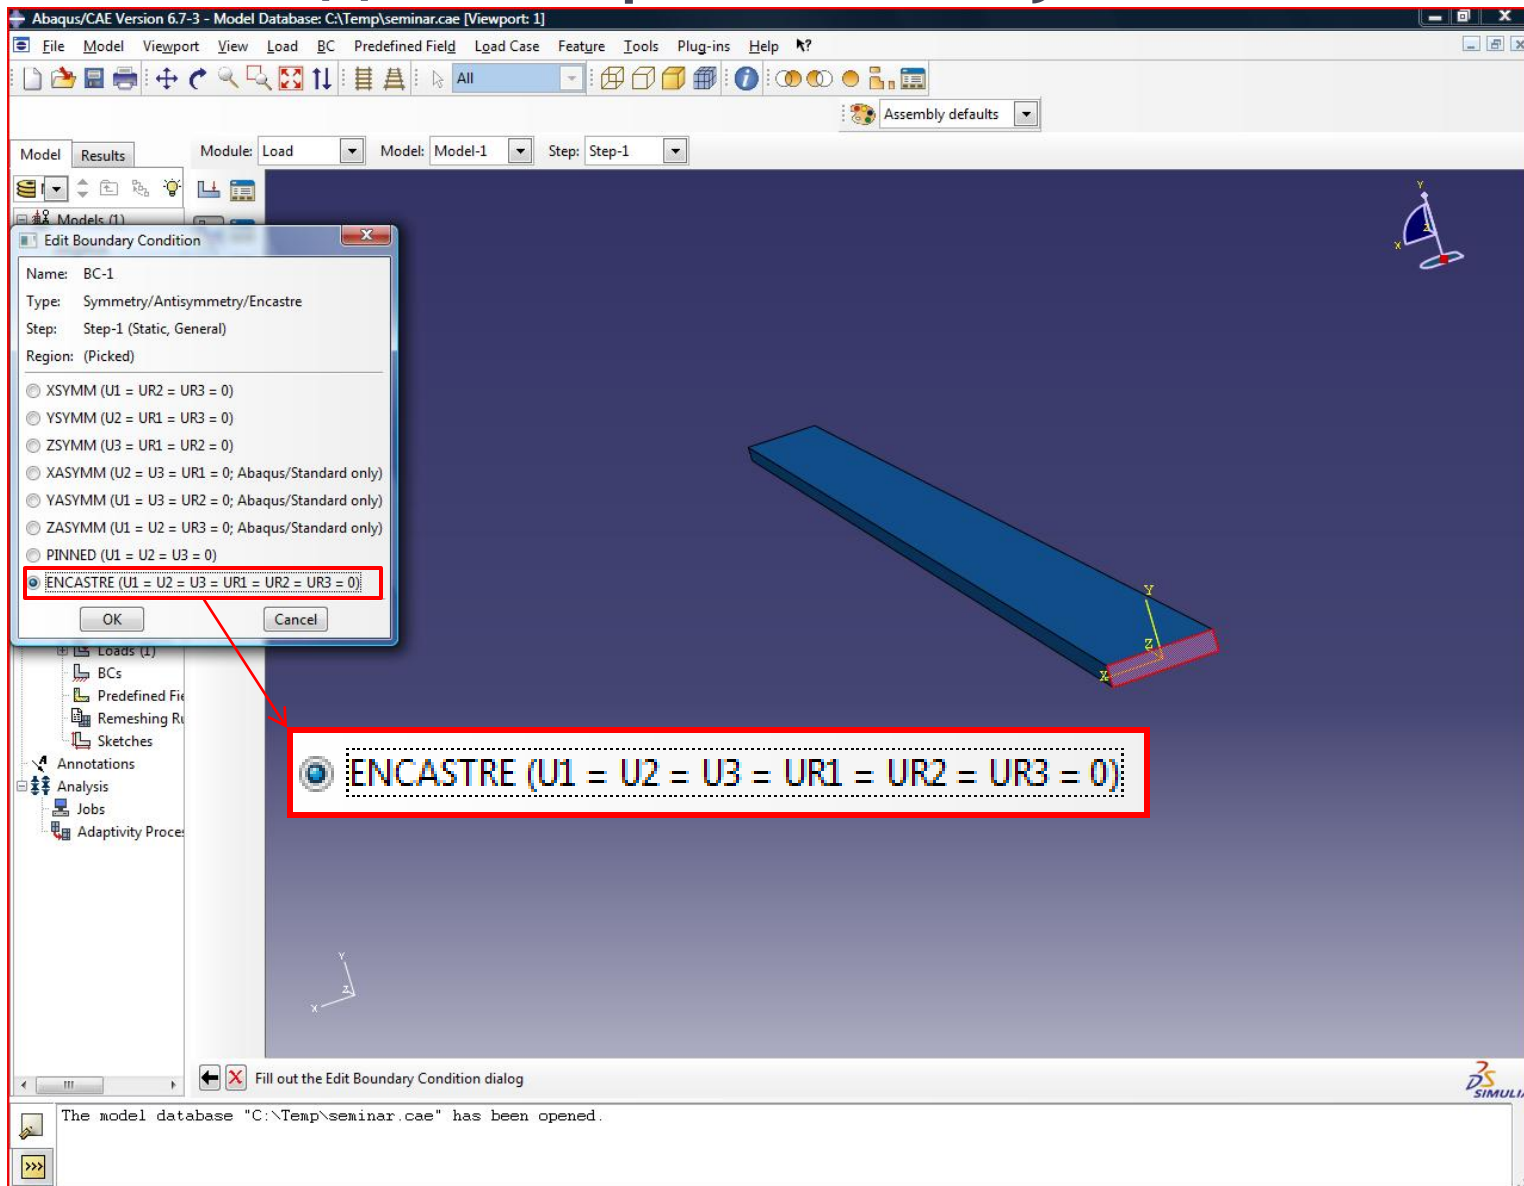 Abaqus/CAE Version 6.7-3 - Model Database: C:\Temp\seminar.cae [Viewport: 1]
File Model Viewport View Load BC Predefined Field Load Case Feature Tools Plug-ins Help
All
Assembly defaults
Model Results Module: Load Model: Model-1 Step: Step-1
Models (1)
Edit Boundary Condition
Name: BC-1
Type: Symmetry/Antisymmetry/Encastre
Step: Step-1 (Static, General)
Region: (Picked)
XSYMM (U1 = UR2 = UR3 = 0)
YSYMM (U2 = UR1 = UR3 = 0)
ZSYMM (U3 = UR1 = UR2 = 0)
XASYMM (U2 = U3 = UR1 = 0; Abaqus/Standard only)
YASYMM (U1 = U3 = UR2 = 0; Abaqus/Standard only)
ZASYMM (U1 = U2 = UR3 = 0; Abaqus/Standard only)
PINNED (U1 = U2 = U3 = 0)
ENCASTRE (U1 = U2 = U3 = UR1 = UR2 = UR3 = 0)
OK Cancel
Loads (1)
BCs
Predefined Fie
Remeshing Ru
Sketches
Annotations
Analysis
Jobs
Adaptivity Proces
Y
X
Z
Y
Z
X
ENCASTRE (U1 = U2 = U3 = UR1 = UR2 = UR3 = 0)
Y
Z
X
Fill out the Edit Boundary Condition dialog
SIMULIA
The model database "C:\Temp\seminar.cae" has been opened.
>>>